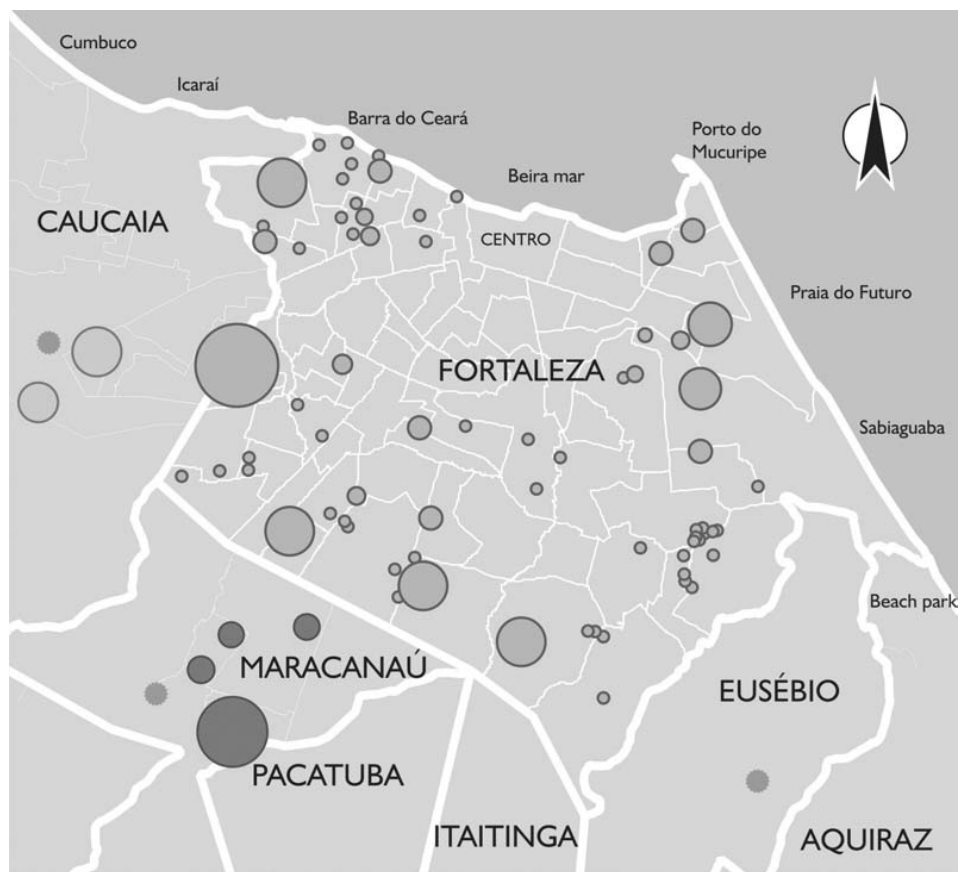 Cumbuco
Icaraí
Barra do Ceará
Porto do
Mucuripe
Beira mar
CAUCAIA
CENTRO
Praia do Futuro
FORTALEZA
Sabiaguaba
Beach park
MARACANAÚ
EUSÉBIO
PACATUBA
ITAITINGA
AQUIRAZ